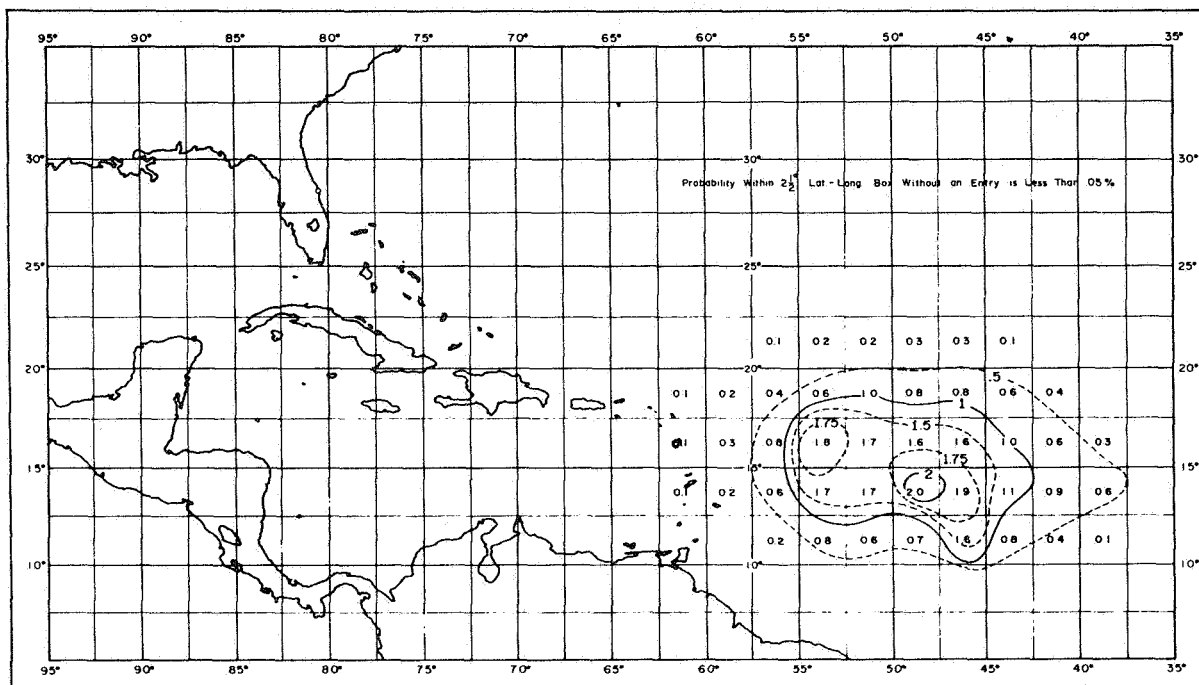 95° 90° 85° 80° 75° 70° 65° 60° 55° 50° 45° 40° 35°
30° 30° 30°
Probability Within 2½° Lat-Long Box Without an Entry is Less Than .05%
25° 25° 25°
0.1 0.2 0.2 0.3 0.3 0.1
20° 20° 20°
.5
0.1 0.2 0.4 0.6 1.0 0.8 0.8 0.6 0.4
1
1.75 1.5
.1 0.3 0.8 1.8 1.7 1.6 1.6 1.0 0.6 0.3
1.75
15° 15° 15°
2
0.1 0.2 0.6 1.7 1.7 2.0 1.9 1.1 0.9 0.6
0.2 0.8 0.6 0.7 1.6 0.8 0.4 0.1
10° 10° 10°
95° 90° 85° 80° 75° 70° 65° 60° 55° 50° 45° 40° 35°